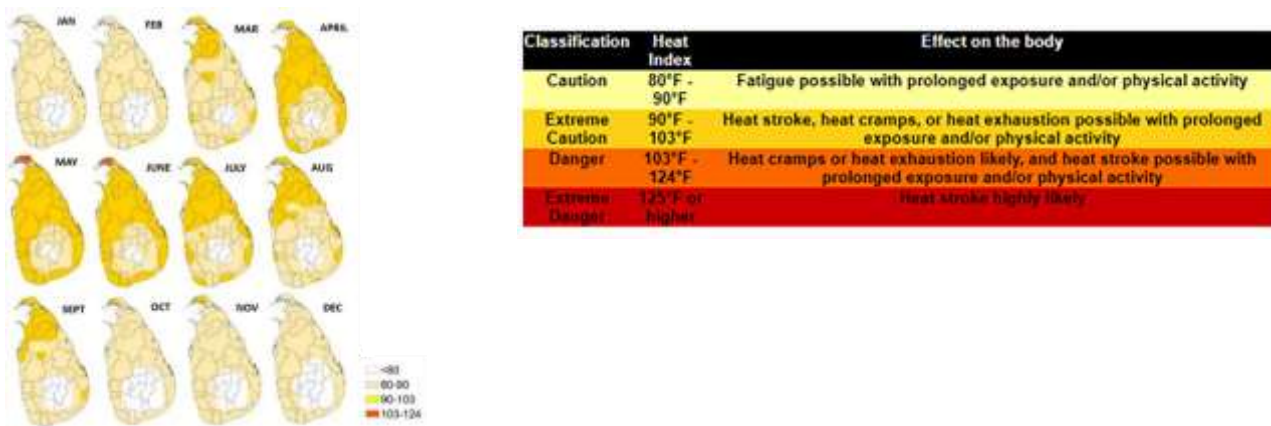 JAN
FEB
MAR
APRIL
MAY
JUNE
JULY
AUG
SEPT
OCT
NOV
DEC
<80
80-90
90-103
103-124
Classification Heat Index Effect on the body
Caution 80°F - 90°F Fatigue possible with prolonged exposure and/or physical activity
Extreme Caution 90°F - 103°F Heat stroke, heat cramps, or heat exhaustion possible with prolonged
exposure and/or physical activity
Danger 103°F - 124°F Heat cramps or heat exhaustion likely, and heat stroke possible with
prolonged exposure and/or physical activity
Extreme Danger 125°F or higher Heat stroke highly likely